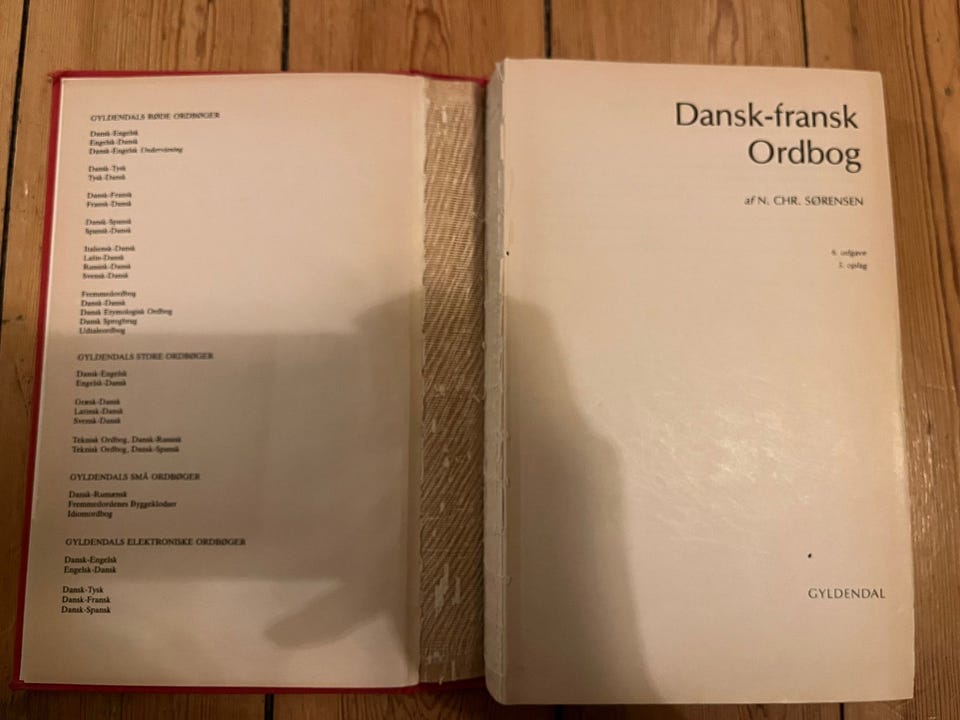 GYLDENDALS RØDE ORDBØGER
Dansk-Engelsk
Engelsk-Dansk
Dansk-Engelsk Undervisning
Dansk-Tysk
Tysk-Dansk
Dansk-Fransk
Fransk-Dansk
Dansk-Spansk
Spansk-Dansk
Italiensk-Dansk
Latin-Dansk
Russisk-Dansk
Svensk-Dansk
Fremmedordbog
Dansk-Dansk
Dansk Etymologisk Ordbog
Dansk Sprogbrug
Udtaleordbog
GYLDENDALS STORE ORDBØGER
Dansk-Engelsk
Engelsk-Dansk
Græsk-Dansk
Latinsk-Dansk
Svensk-Dansk
Teknisk Ordbog, Dansk-Russisk
Teknisk Ordbog, Dansk-Spansk
GYLDENDALS SMÅ ORDBØGER
Dansk-Rumænsk
Fremmedordenes Byggeklodser
Idiomordbog
GYLDENDALS ELEKTRONISKE ORDBØGER
Dansk-Engelsk
Engelsk-Dansk
Dansk-Tysk
Dansk-Fransk
Dansk-Spansk
Dansk-fransk
Ordbog
af N. CHR. SØRENSEN
6. udgave
3. oplag
GYLDENDAL